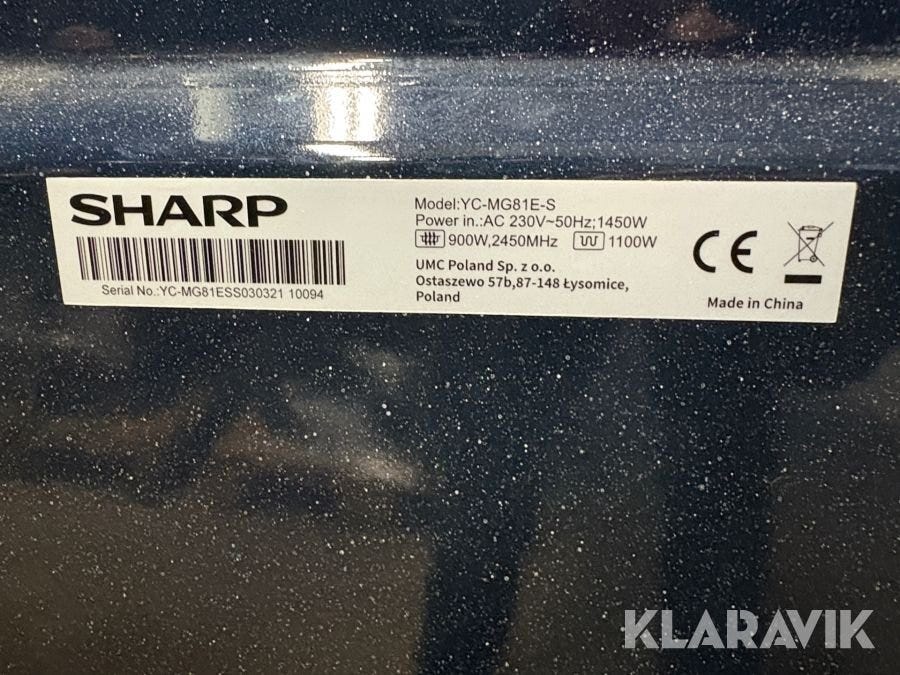 SHARP
Serial No.:YC-MG81ESS030321 10094
Model:YC-MG81E-S
Power in.:AC 230V~50Hz;1450W
900W,2450MHz 1100W
UMC Poland Sp. z o.o.
Ostaszewo 57b,87-148 Łysomice,
Poland
CE
Made in China
KLARAVIK